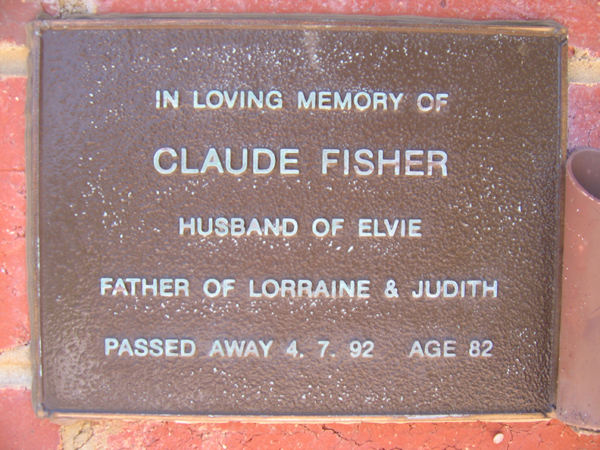 IN LOVING MEMORY OF
CLAUDE FISHER
HUSBAND OF ELVIE
FATHER OF LORRAINE & JUDITH
PASSED AWAY 4. 7. 92 AGE 82